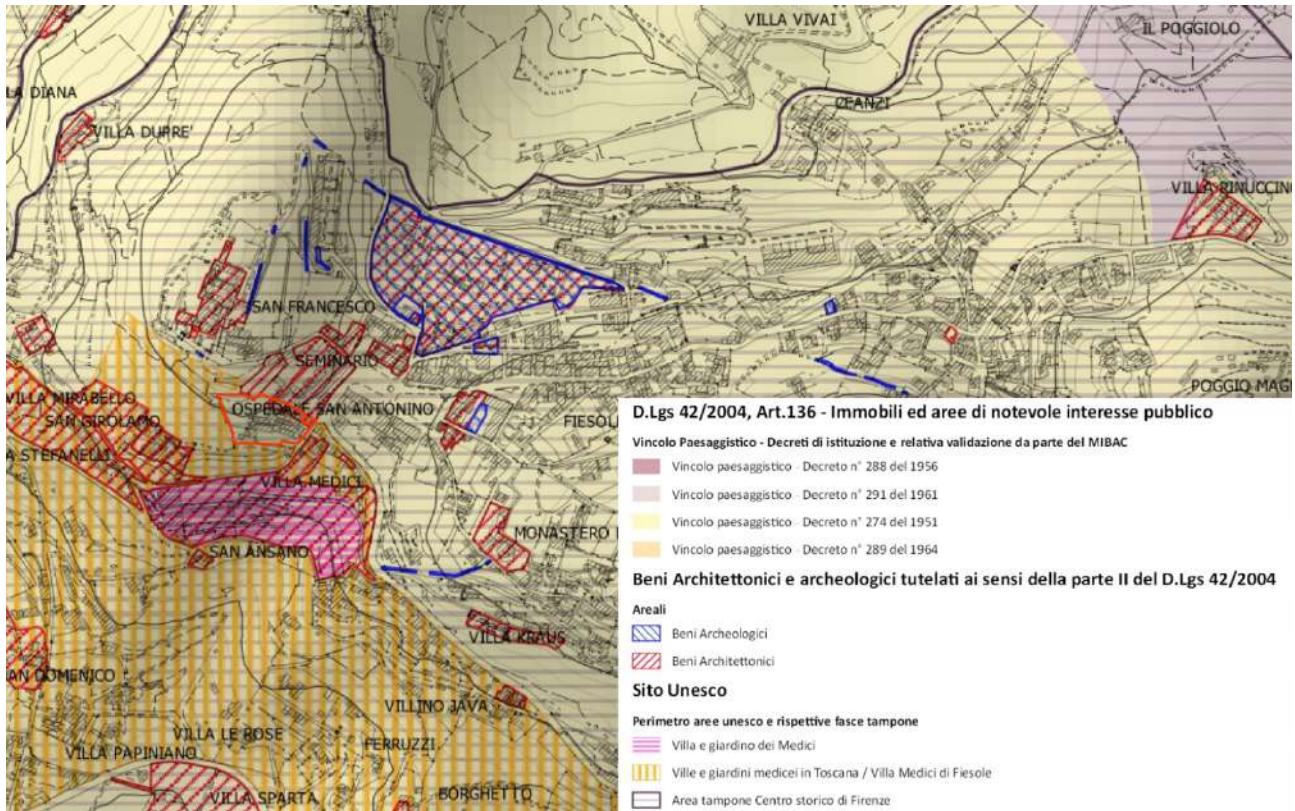 VILLA VIVAI
IL POGGIOLO
LA DIANA
VILLA DUPRE'
CEANZI
VILLA RINUCCINO
SAN FRANCESCO
SEMINARIO
VILLA MIRABELLO
SAN GIROLAMO
OSPEDALE SAN ANTONINO
FIESOL
POGGIO MAG
A STEFANELLI
VILLA MEDICI
SAN ANSANO
MONASTERO
VILLA KRAUS
AN DOMENICO
VILLINO JAVA
VILLA LE ROSE
FERRUZZI
VILLA PAPINIANO
VILLA SPARTA
BORGHETTO
D.Lgs 42/2004, Art.136 - Immobili ed aree di notevole interesse pubblico
Vincolo Paesaggistico - Decreti di istituzione e relativa validazione da parte del MIBAC
Vincolo paesaggistico - Decreto n° 288 del 1956
Vincolo paesaggistico - Decreto n° 291 del 1961
Vincolo paesaggistico - Decreto n° 274 del 1951
Vincolo paesaggistico - Decreto n° 289 del 1964
Beni Architettonici e archeologici tutelati ai sensi della parte II del D.Lgs 42/2004
Areali
Beni Archeologici
Beni Architettonici
Sito Unesco
Perimetro aree unesco e rispettive fasce tampone
Villa e giardino dei Medici
Ville e giardini medicei in Toscana / Villa Medici di Fiesole
Area tampone Centro storico di Firenze